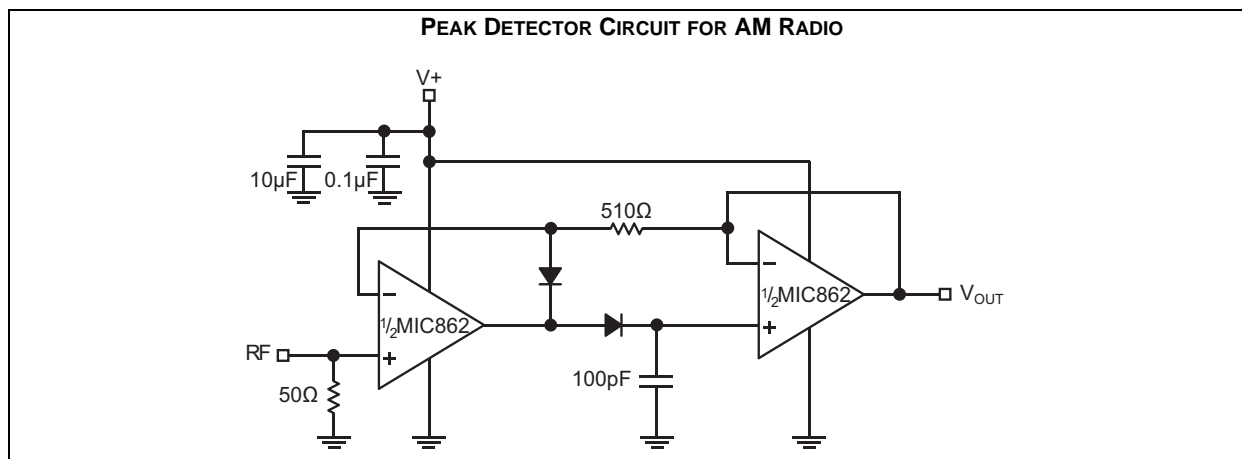 PEAK DETECTOR CIRCUIT FOR AM RADIO
V+
10µF
0.1µF
510Ω
−
½MIC862
+
RF
50Ω
−
½MIC862
+
VOUT
100pF